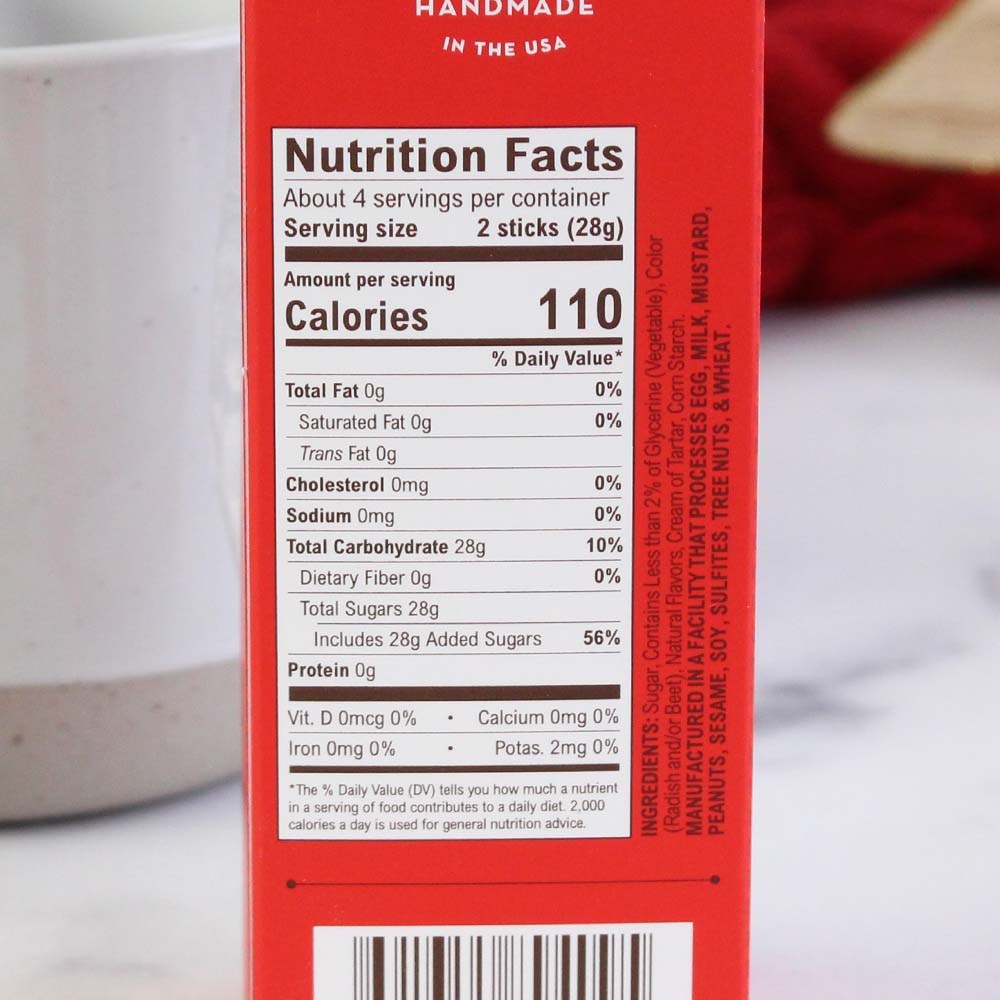 HANDMADE
IN THE USA
Nutrition Facts
About 4 servings per container
Serving size 2 sticks (28g)
Amount per serving
Calories 110
% Daily Value*
Total Fat 0g 0%
Saturated Fat 0g 0%
Trans Fat 0g
Cholesterol 0mg 0%
Sodium 0mg 0%
Total Carbohydrate 28g 10%
Dietary Fiber 0g 0%
Total Sugars 28g
Includes 28g Added Sugars 56%
Protein 0g
Vit. D 0mcg 0% • Calcium 0mg 0%
Iron 0mg 0% • Potas. 2mg 0%
*The % Daily Value (DV) tells you how much a nutrient
in a serving of food contributes to a daily diet. 2,000
calories a day is used for general nutrition advice.
INGREDIENTS: Sugar, Contains Less than 2% of Glycerine (Vegetable), Color
(Radish and/or Beet), Natural Flavors, Cream of Tartar, Corn Starch.
MANUFACTURED IN A FACILITY THAT PROCESSES EGG, MILK, MUSTARD,
PEANUTS, SESAME, SOY, SULFITES, TREE NUTS, & WHEAT.